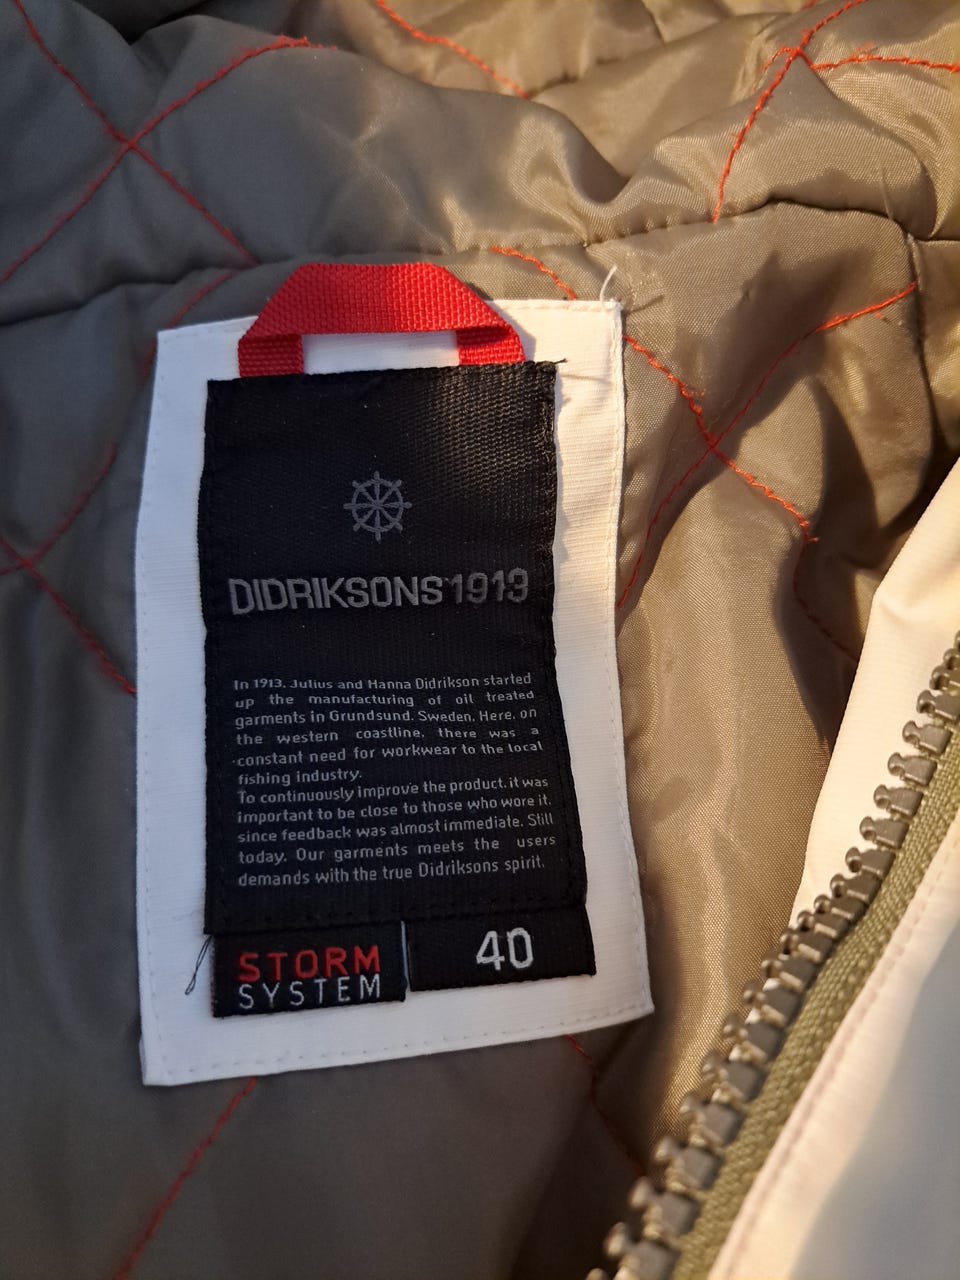 DIDRIKSONS 1913
In 1913, Julius and Hanna Didrikson started
up the manufacturing of oil treated
garments in Grundsund, Sweden. Here, on
the western coastline, there was a
constant need for workwear to the local
fishing industry.
To continuously improve the product, it was
important to be close to those who wore it,
since feedback was almost immediate. Still
today. Our garments meets the users
demands with the true Didriksons spirit.
STORM
SYSTEM
40